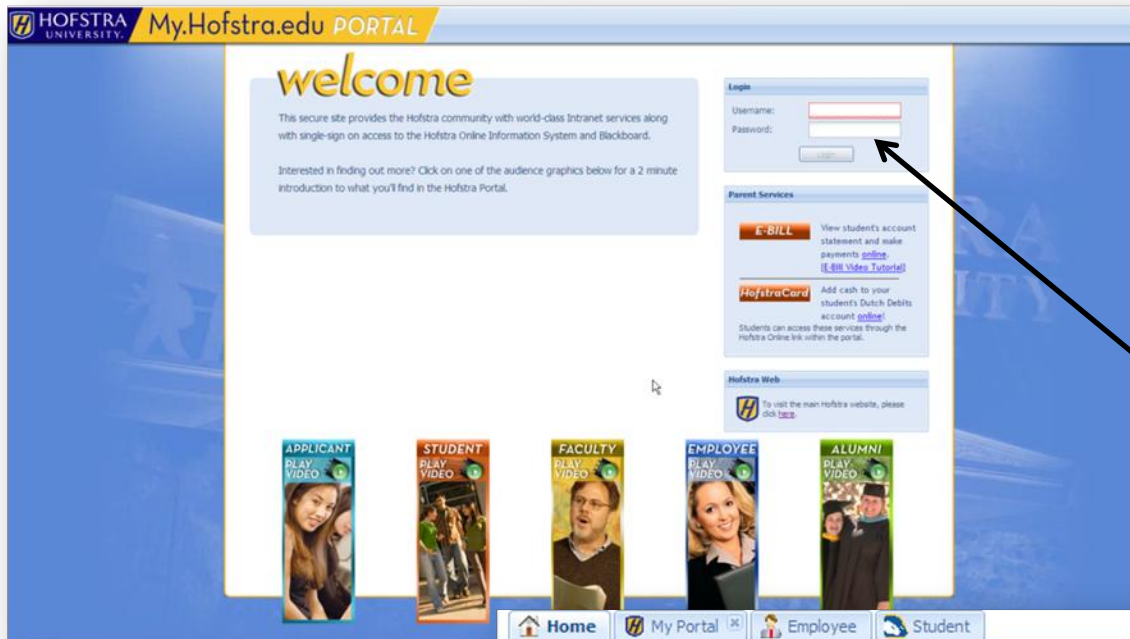 HOFSTRA
UNIVERSITY.
My.Hofstra.edu PORTAL
welcome
This secure site provides the Hofstra community with world-class Intranet services along
with single-sign on access to the Hofstra Online Information System and Blackboard.
Interested in finding out more? Click on one of the audience graphics below for a 2 minute
introduction to what you'll find in the Hofstra Portal.
Login
Username:
Password:
Login
Parent Services
E-BILL
View student's account
statement and make
payments online.
[E-Bill Video Tutorial]
HofstraCard
Add cash to your
student's Dutch Debits
account online!
Students can access these services through the
Hofstra Online link within the portal.
Hofstra Web
To visit the main Hofstra website, please
click here.
APPLICANT
PLAY
VIDEO
STUDENT
PLAY
VIDEO
FACULTY
PLAY
VIDEO
EMPLOYEE
PLAY
VIDEO
ALUMNI
PLAY
VIDEO
Home
My Portal
Employee
Student